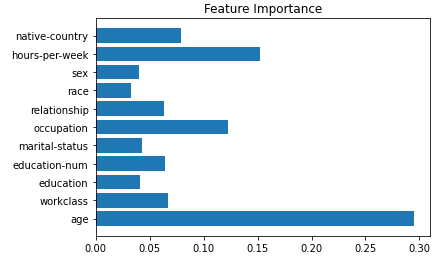 Feature Importance
native-country
hours-per-week
sex
race
relationship
occupation
marital-status
education-num
education
workclass
age
0.00 0.05 0.10 0.15 0.20 0.25 0.30